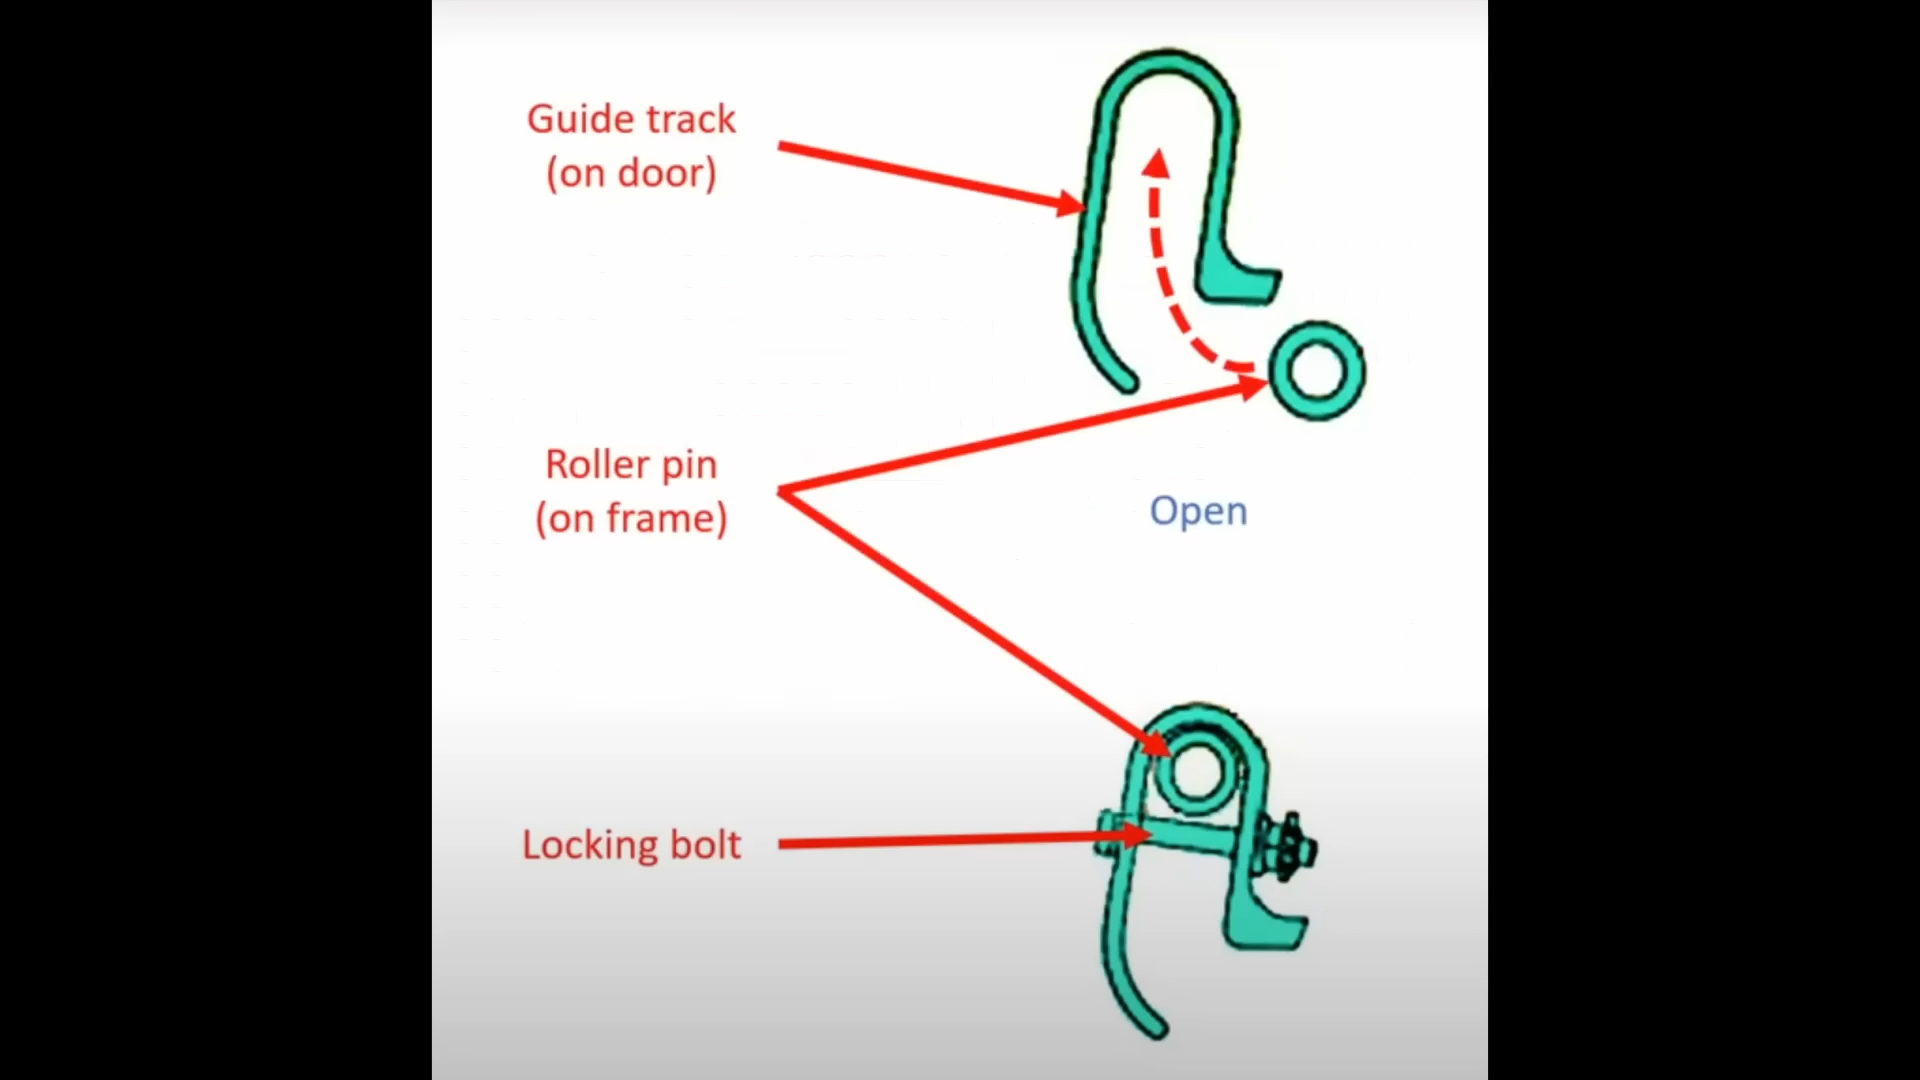 Guide track
(on door)
Roller pin
(on frame)
Open
Locking bolt